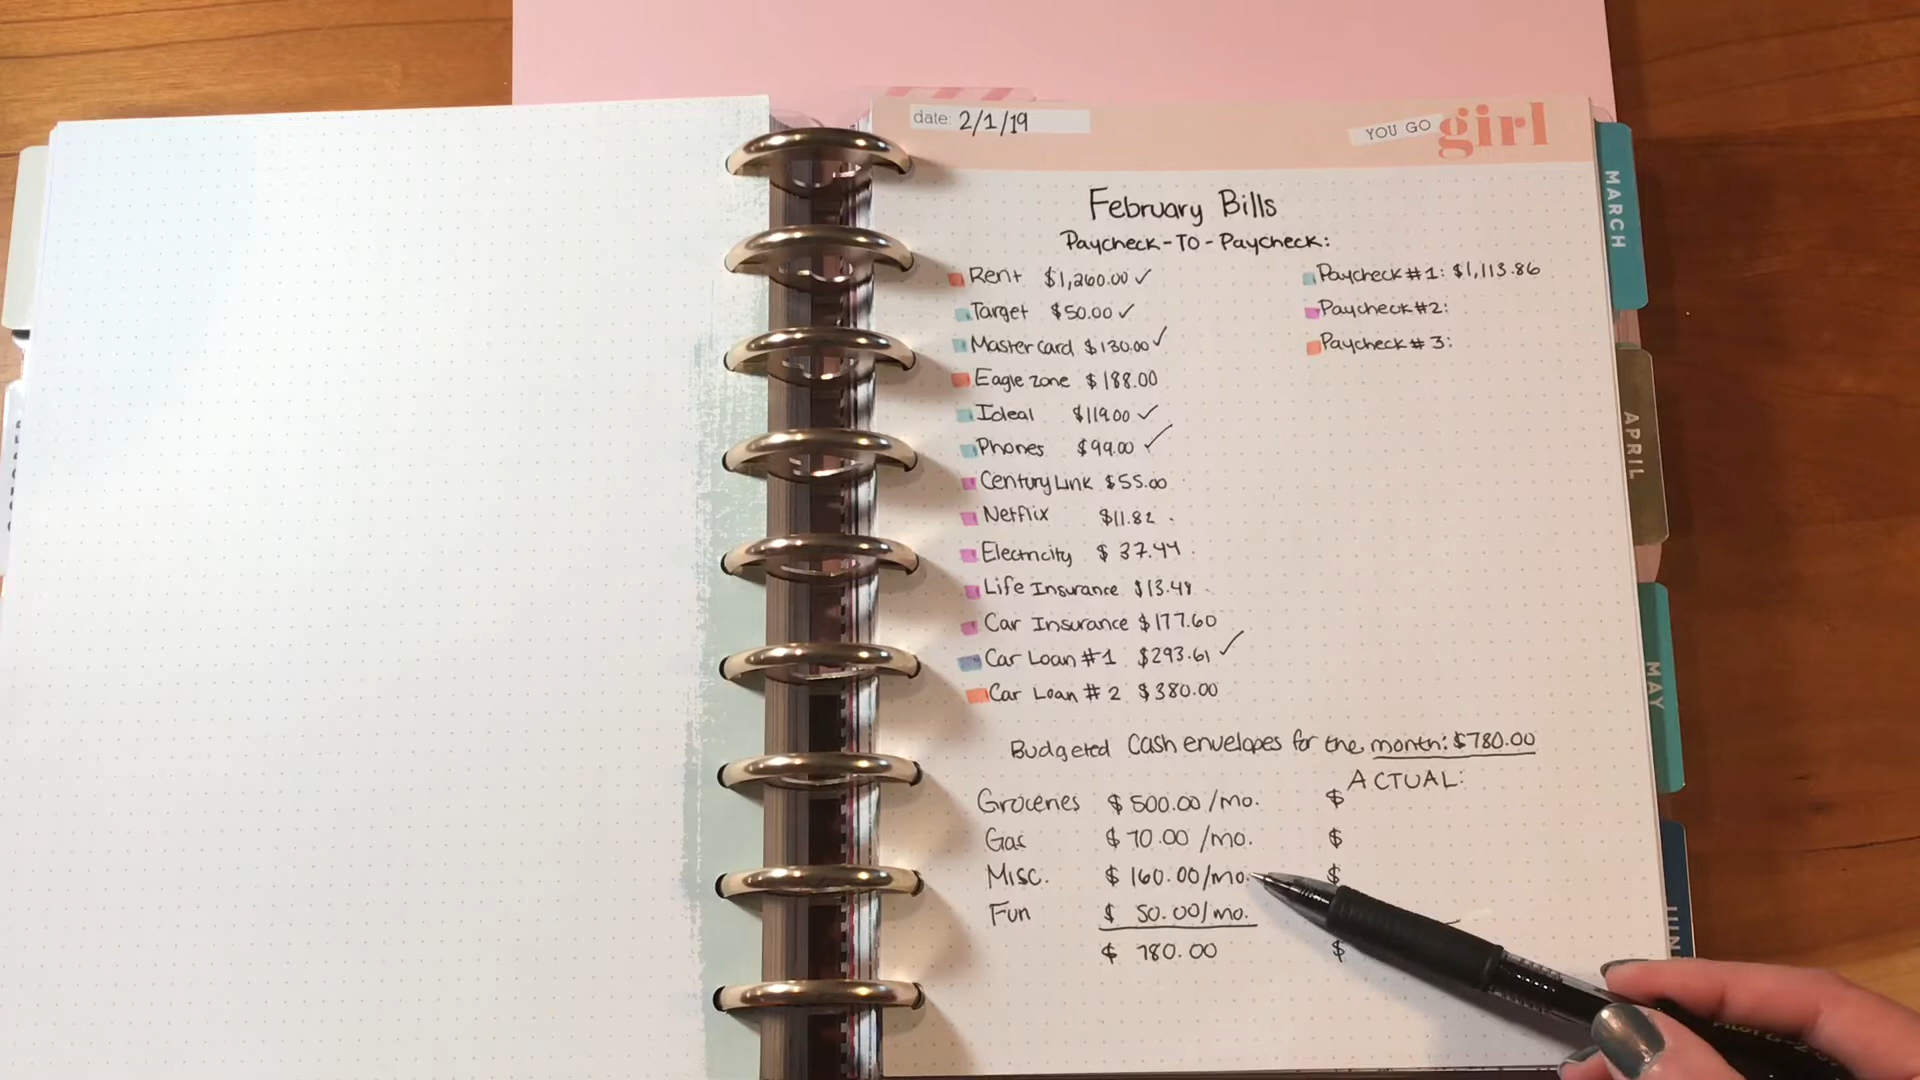 date: 2/1/19
YOU GO girl
February Bills
Paycheck-To-Paycheck:
Rent $1,260.00 ✓
Target $50.00 ✓
Mastercard $130.00 ✓
Eagle zone $188.00
Ideal $119.00 ✓
Phones $99.00 ✓
Century Link $55.00
Netflix $11.82
Electricity $37.44
Life Insurance $13.48
Car Insurance $177.60
Car Loan #1 $293.61 ✓
Car Loan #2 $380.00
Paycheck #1: $1,113.86
Paycheck #2:
Paycheck #3:
Budgeted Cash envelopes for the month: $780.00
ACTUAL:
Groceries $500.00/mo. $
Gas $70.00/mo. $
Misc. $160.00/mo. $
Fun $50.00/mo.
$780.00 $
MARCH
APRIL
MAY
JUN